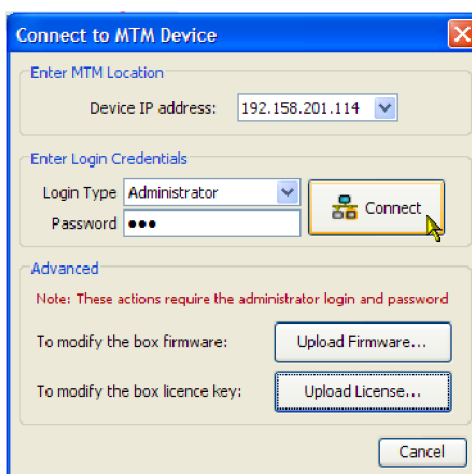 Connect to MTM Device
Enter MTM Location
Device IP address: 192.158.201.114
Enter Login Credentials
Login Type Administrator
Password ●●●
Connect
Advanced
Note: These actions require the administrator login and password
To modify the box firmware: Upload Firmware...
To modify the box licence key: Upload License...
Cancel